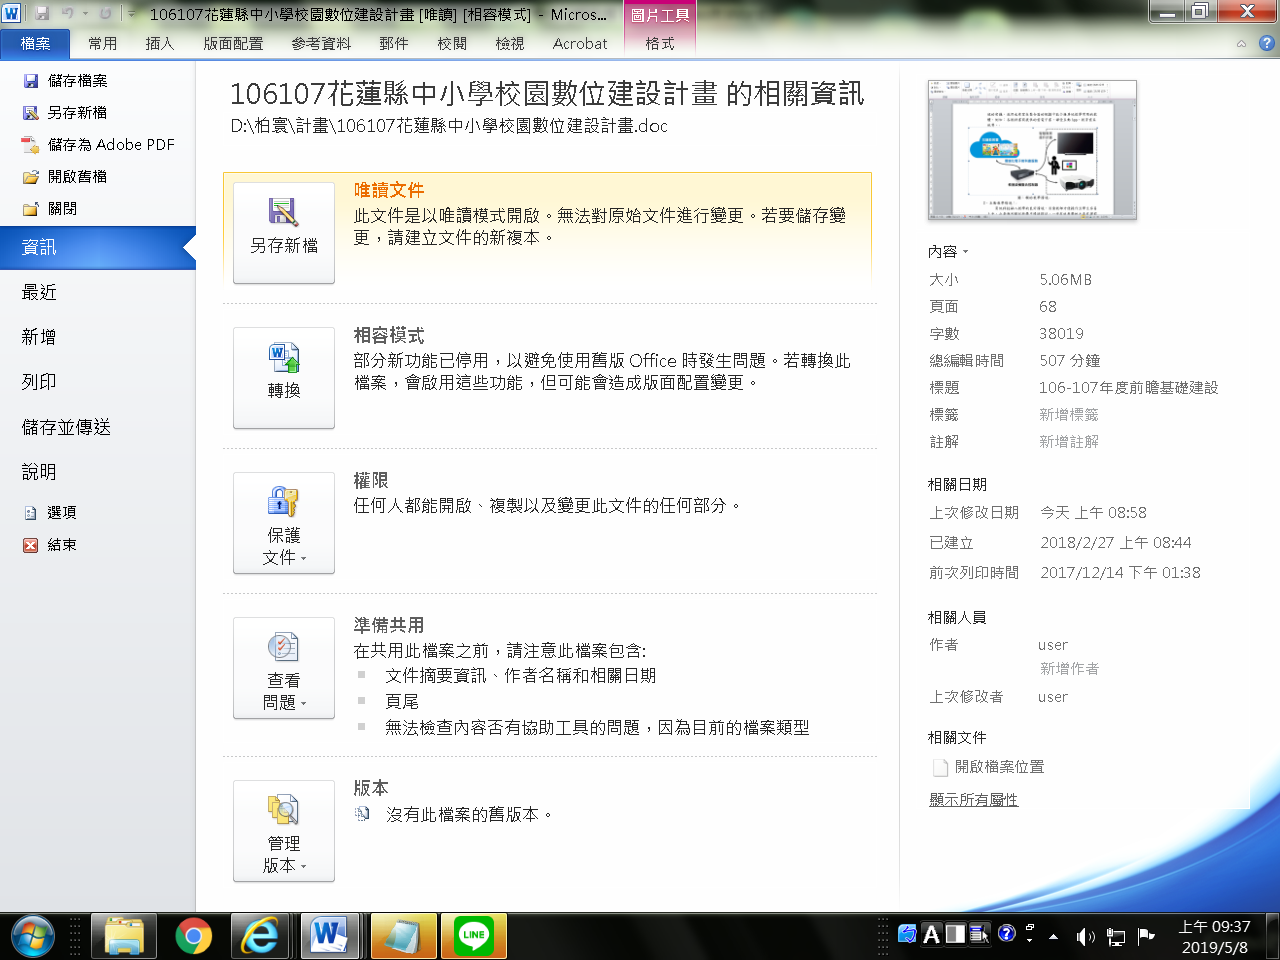 106107花蓮縣中小學校園數位建設計畫 [唯讀] [相容模式] - Micros...
圖片工具
檔案
常用
插入
版面配置
參考資料
郵件
校閱
檢視
Acrobat
格式
儲存檔案
另存新檔
儲存為 Adobe PDF
開啟舊檔
關閉
資訊
最近
新增
列印
儲存並傳送
說明
選項
結束
106107花蓮縣中小學校園數位建設計畫 的相關資訊
D:\柏寰\計畫\106107花蓮縣中小學校園數位建設計畫.doc
另存新檔
唯讀文件
此文件是以唯讀模式開啟。無法對原始文件進行變更。若要儲存變
更，請建立文件的新複本。
轉換
相容模式
部分新功能已停用，以避免使用舊版 Office 時發生問題。若轉換此
檔案，會啟用這些功能，但可能會造成版面配置變更。
保護
文件
權限
任何人都能開啟、複製以及變更此文件的任何部分。
查看
問題
準備共用
在共用此檔案之前，請注意此檔案包含:
文件摘要資訊、作者名稱和相關日期
頁尾
無法檢查內容否有協助工具的問題，因為目前的檔案類型
管理
版本
版本
沒有此檔案的舊版本。
內容
大小 5.06MB
頁面 68
字數 38019
總編輯時間 507 分鐘
標題 106-107年度前瞻基礎建設
標籤 新增標籤
註解 新增註解
相關日期
上次修改日期 今天 上午 08:58
已建立 2018/2/27 上午 08:44
前次列印時間 2017/12/14 下午 01:38
相關人員
作者 user
新增作者
上次修改者 user
相關文件
開啟檔案位置
顯示所有屬性
LINE
A
上午 09:37
2019/5/8